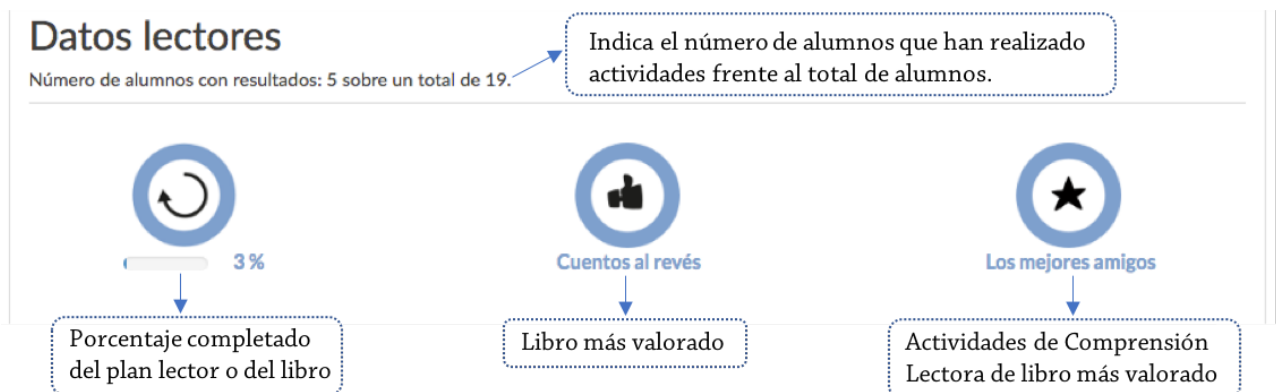 Datos lectores
Indica el número de alumnos que han realizado
actividades frente al total de alumnos.
Número de alumnos con resultados: 5 sobre un total de 19.
3 %
Cuentos al revés
Los mejores amigos
Porcentaje completado
del plan lector o del libro
Libro más valorado
Actividades de Comprensión
Lectora de libro más valorado